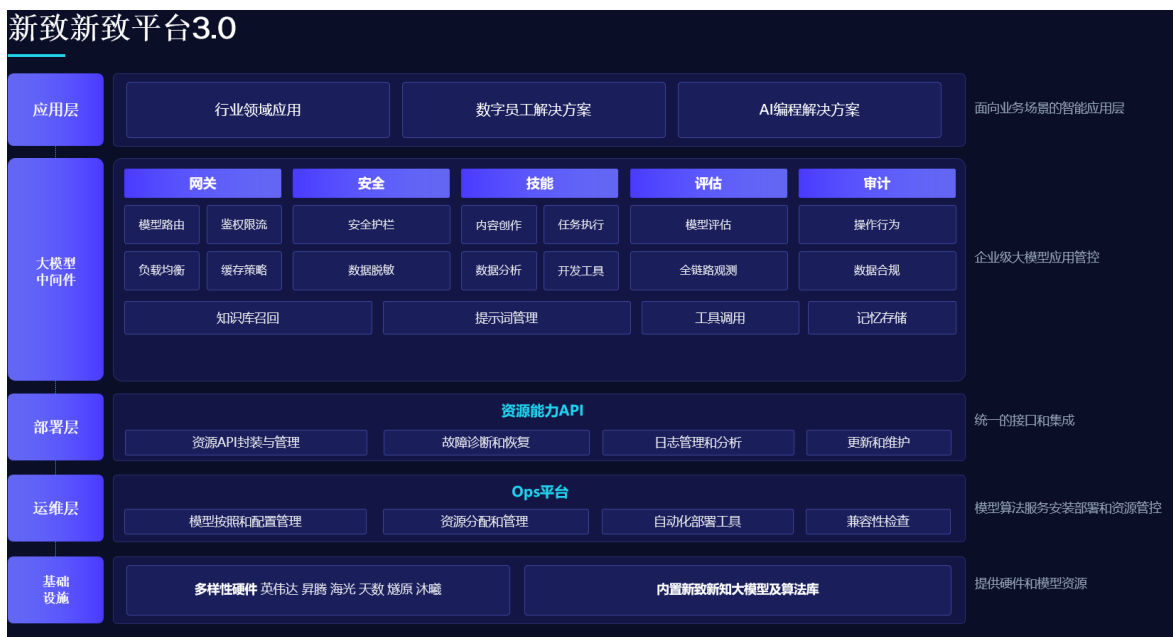 新致新致平台3.0
应用层
行业领域应用
数字员工解决方案
AI编程解决方案
面向业务场景的智能应用层
大模型
中间件
网关
安全
技能
评估
审计
模型路由
鉴权限流
安全护栏
内容创作
任务执行
模型评估
操作行为
负载均衡
缓存策略
数据脱敏
数据分析
开发工具
全链路观测
数据合规
知识库召回
提示词管理
工具调用
记忆存储
企业级大模型应用管控
部署层
资源能力API
资源API封装与管理
故障诊断和恢复
日志管理和分析
更新和维护
统一的接口和集成
运维层
Ops平台
模型按照和配置管理
资源分配和管理
自动化部署工具
兼容性检查
模型算法服务安装部署和资源管控
基础
设施
多样性硬件 英伟达 昇腾 海光 天数 燧原 沐曦
内置新致新知大模型及算法库
提供硬件和模型资源